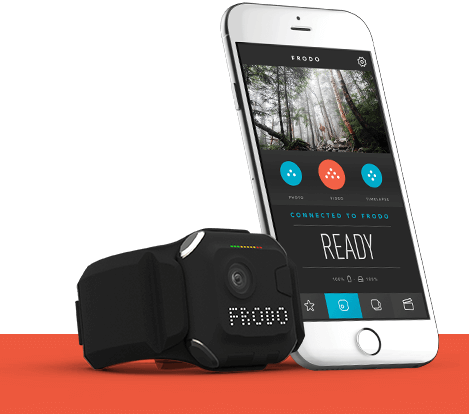 FRODO
PHOTO VIDEO TIMELAPSE
CONNECTED TO FRODO
READY
100% 100%
FRODO